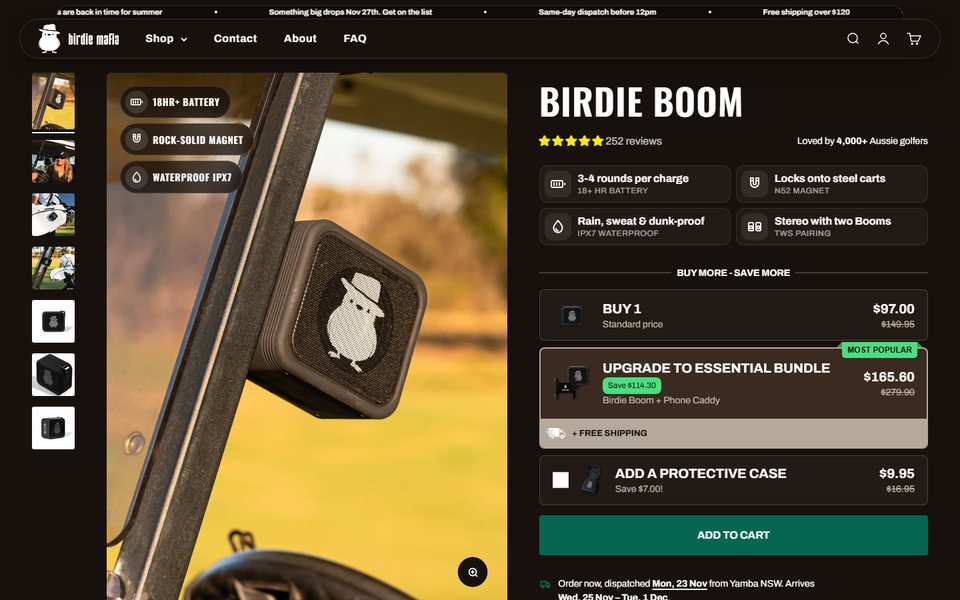 s are back in time for summer • Something big drops Nov 27th. Get on the list • Same-day dispatch before 12pm • Free shipping over $120
birdie mafia
Shop Contact About FAQ
18HR+ BATTERY
ROCK-SOLID MAGNET
WATERPROOF IPX7
BIRDIE BOOM
252 reviews
Loved by 4,000+ Aussie golfers
3-4 rounds per charge
18+ HR BATTERY
Locks onto steel carts
N52 MAGNET
Rain, sweat & dunk-proof
IPX7 WATERPROOF
Stereo with two Booms
TWS PAIRING
BUY MORE - SAVE MORE
BUY 1
Standard price
$97.00
$149.95
MOST POPULAR
UPGRADE TO ESSENTIAL BUNDLE
Save $114.30
Birdie Boom + Phone Caddy
$165.60
$279.90
+ FREE SHIPPING
ADD A PROTECTIVE CASE
Save $7.00!
$9.95
$16.95
ADD TO CART
Order now, dispatched Mon, 23 Nov from Yamba NSW. Arrives
Wed, 25 Nov – Tue, 1 Dec.